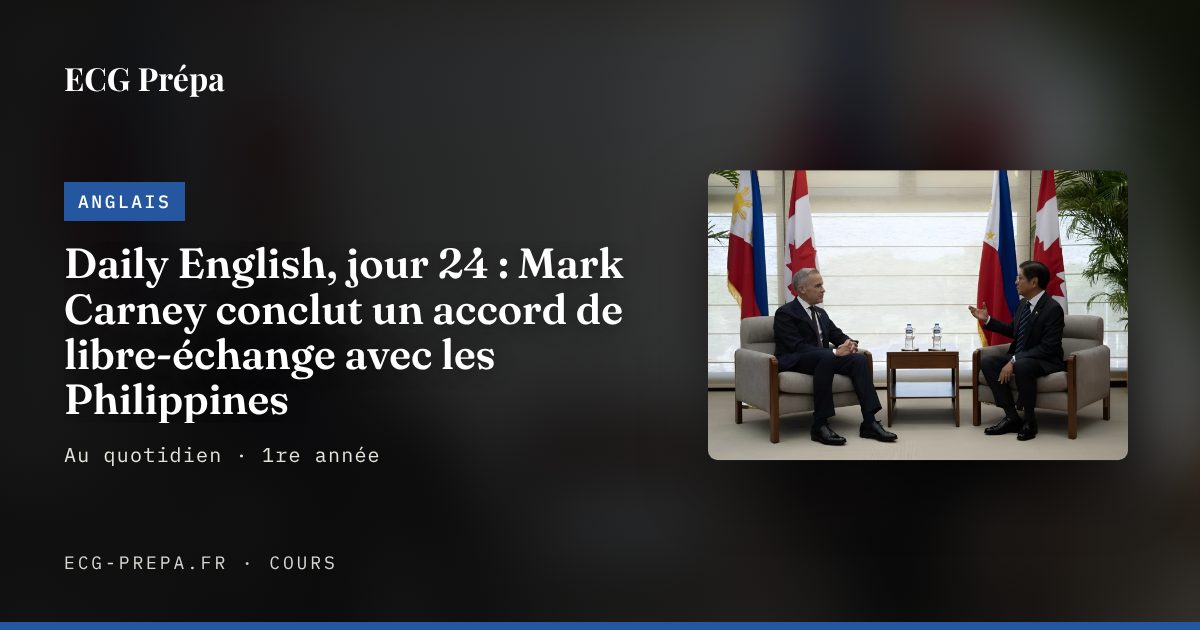 ECG Prépa
ANGLAIS
Daily English, jour 24 : Mark
Carney conclut un accord de
libre-échange avec les
Philippines
Au quotidien · 1re année
ECG-PREPA.FR · COURS